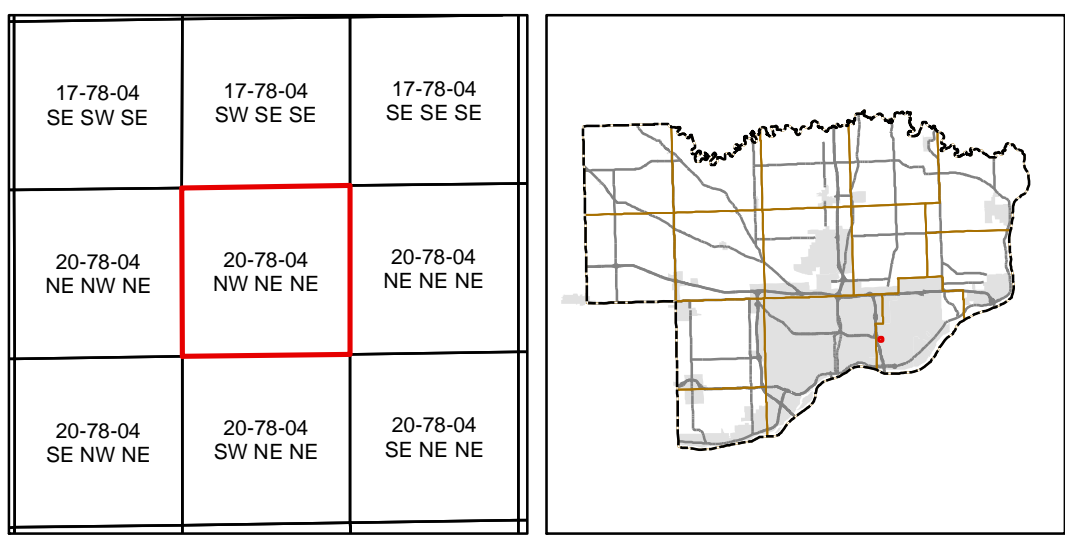 17-78-04
SE SW SE
17-78-04
SW SE SE
17-78-04
SE SE SE
20-78-04
NE NW NE
20-78-04
NW NE NE
20-78-04
NE NE NE
20-78-04
SE NW NE
20-78-04
SW NE NE
20-78-04
SE NE NE